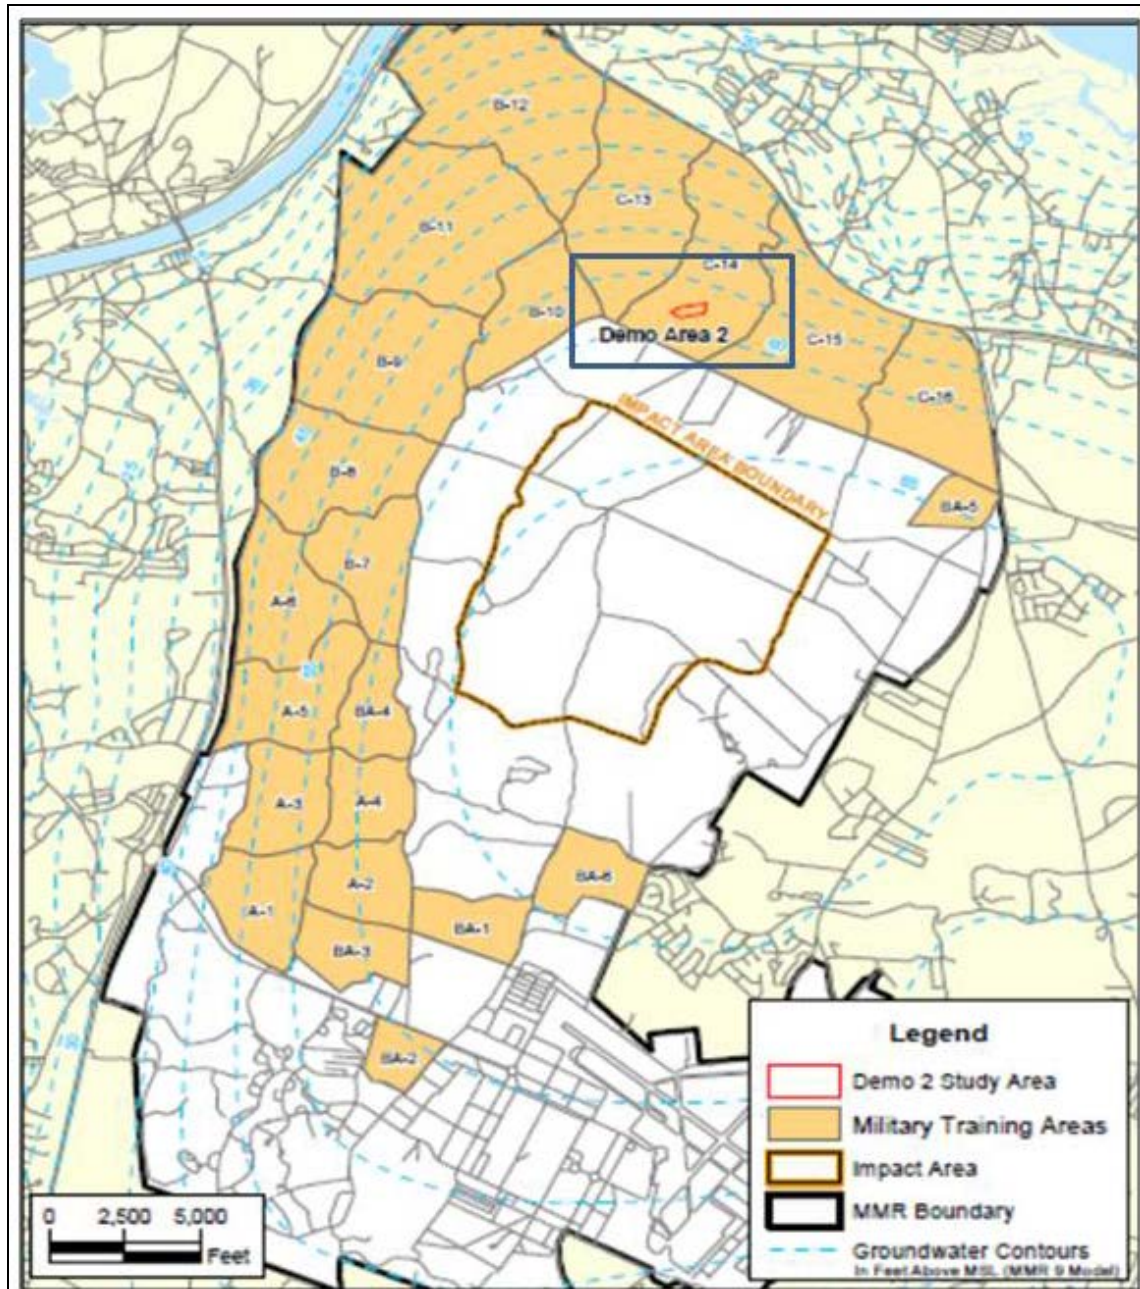 B-12
C-13
B-11
C-14
B-10
Demo Area 2
C-15
B-9
C-16
IMPACT AREA BOUNDARY
B-8
BA-5
B-7
A-6
A-5
BA-4
A-3
A-4
A-2
BA-6
A-1
BA-1
BA-3
BA-2
Legend
Demo 2 Study Area
Military Training Areas
Impact Area
MMR Boundary
Groundwater Contours
In Feet Above MSL (MMR 9 Model)
0 2,500 5,000
Feet